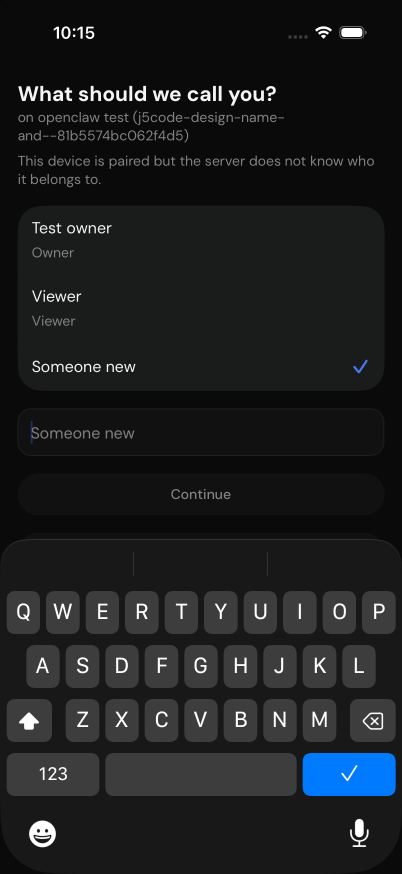 10:15
What should we call you?
on openclaw test (j5code-design-name-
and--81b5574bc062f4d5)
This device is paired but the server does not know who
it belongs to.
Test owner
Owner
Viewer
Viewer
Someone new
Someone new
Continue
Q W E R T Y U I O P
A S D F G H J K L
Z X C V B N M
123